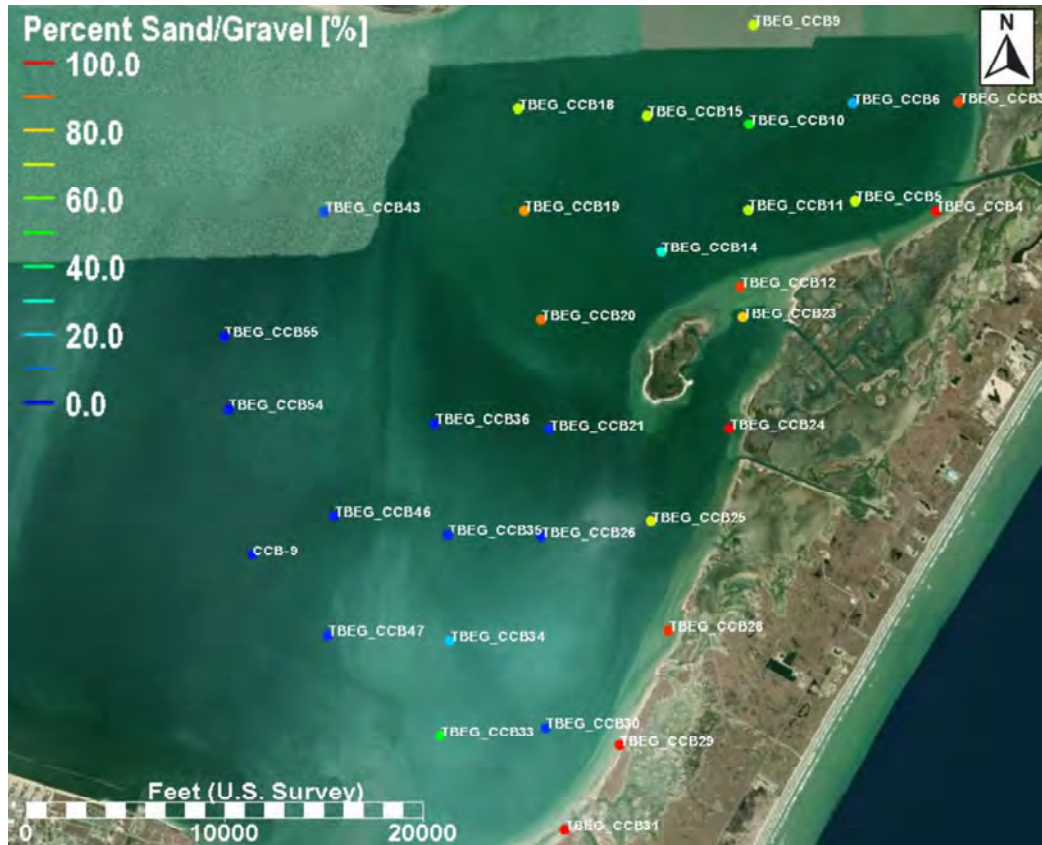 Percent Sand/Gravel [%]
100.0
80.0
60.0
40.0
20.0
0.0
N
TBEG_CCB9
TBEG_CCB18
TBEG_CCB15
TBEG_CCB10
TBEG_CCB6
TBEG_CCB3
TBEG_CCB43
TBEG_CCB19
TBEG_CCB11
TBEG_CCB5
TBEG_CCB4
TBEG_CCB14
TBEG_CCB12
TBEG_CCB20
TBEG_CCB23
TBEG_CCB55
TBEG_CCB54
TBEG_CCB36
TBEG_CCB21
TBEG_CCB24
TBEG_CCB46
TBEG_CCB35
TBEG_CCB26
TBEG_CCB25
CCB-9
TBEG_CCB47
TBEG_CCB34
TBEG_CCB28
TBEG_CCB33
TBEG_CCB30
TBEG_CCB29
TBEG_CCB31
Feet (U.S. Survey)
0 10000 20000